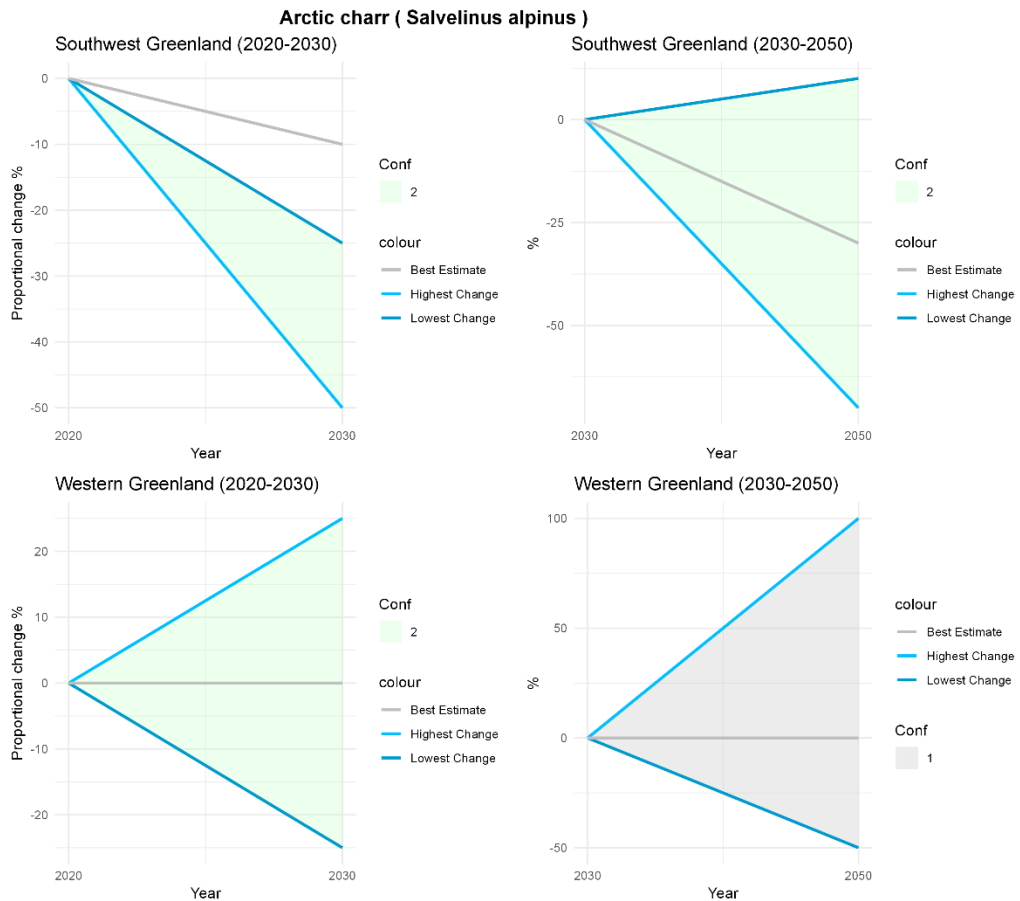 Arctic charr ( Salvelinus alpinus )
Southwest Greenland (2020-2030)
Proportional change %
0
-10
-20
-30
-40
-50
2020
2030
Year
Conf
2
colour
Best Estimate
Highest Change
Lowest Change
Southwest Greenland (2030-2050)
%
0
-25
-50
2030
2050
Year
Conf
2
colour
Best Estimate
Highest Change
Lowest Change
Western Greenland (2020-2030)
Proportional change %
20
10
0
-10
-20
2020
2030
Year
Conf
2
colour
Best Estimate
Highest Change
Lowest Change
Western Greenland (2030-2050)
%
100
50
0
-50
2030
2050
Year
colour
Best Estimate
Highest Change
Lowest Change
Conf
1